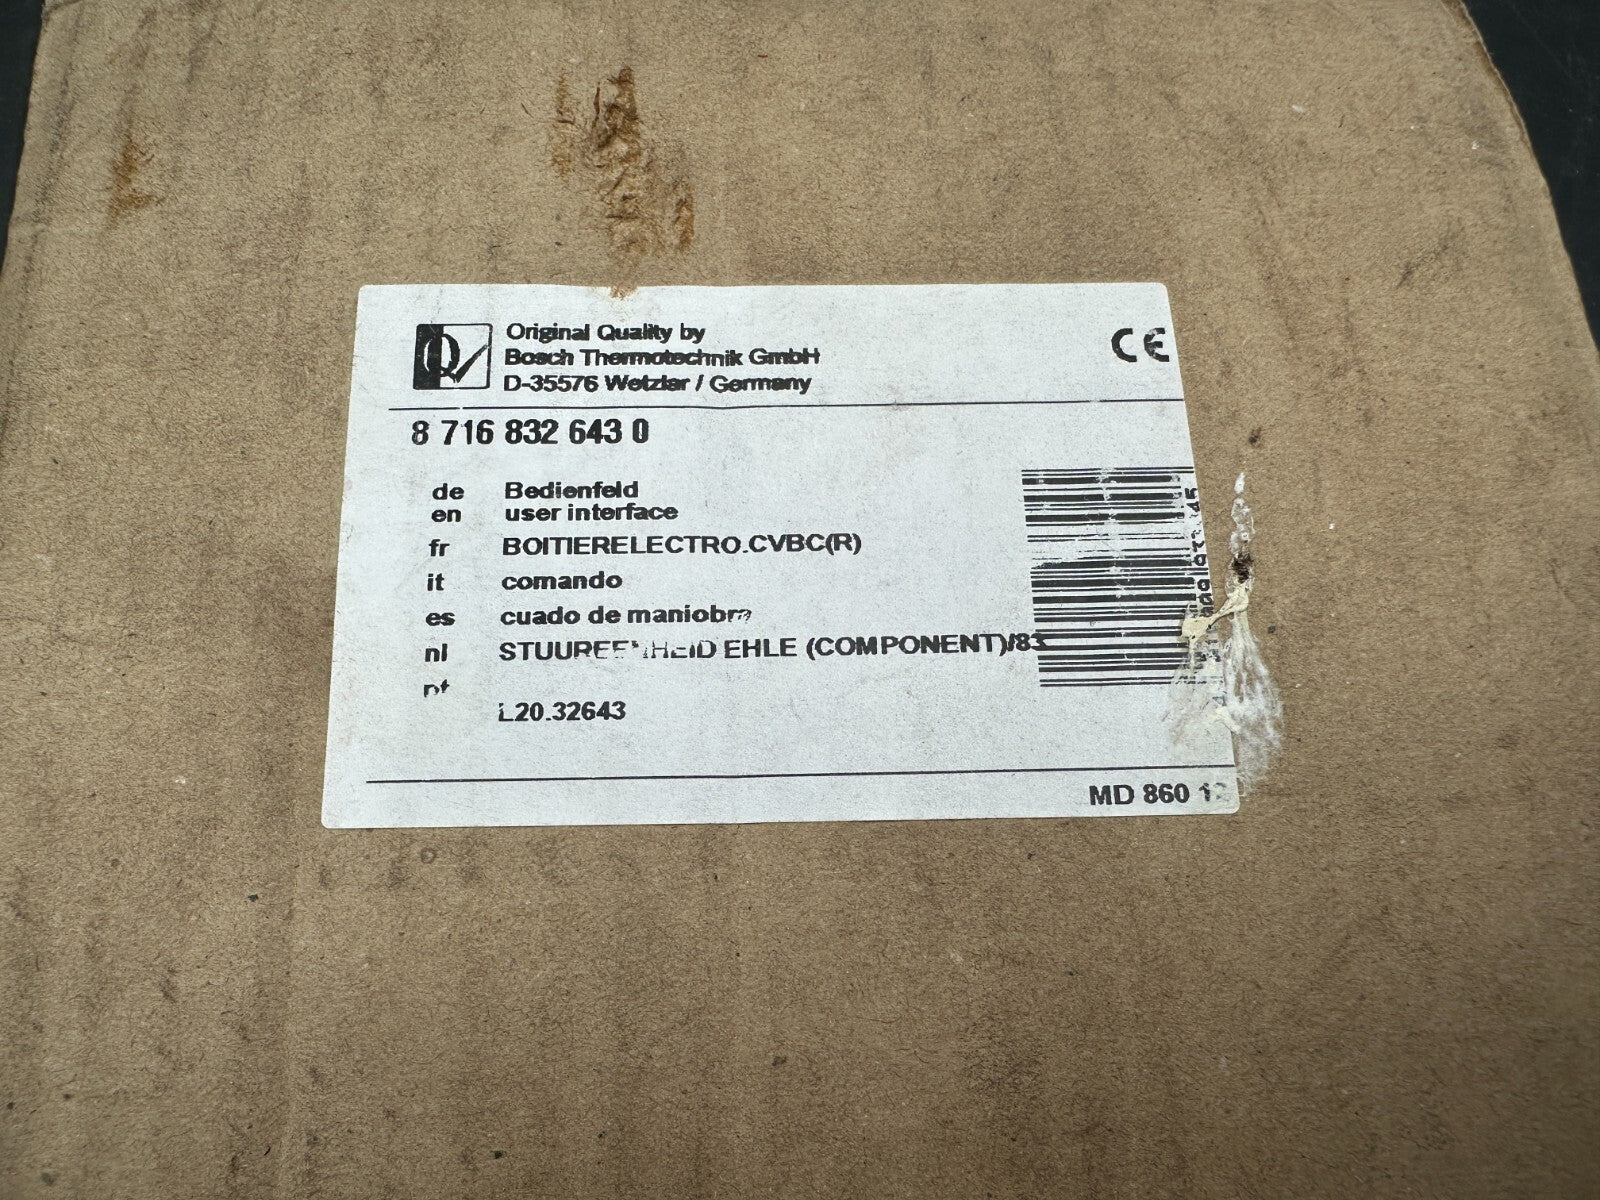 Original Quality by
Bosch Thermotechnik GmbH
D-35576 Wetzlar / Germany
CE
8 716 832 643 0
de Bedienfeld
en user interface
fr BOITIERELECTRO.CVBC(R)
it comando
es cuado de maniobra
nl STUUREENHEID EHLE (COMPONENT)/83
pt
L20.32643
MD 860